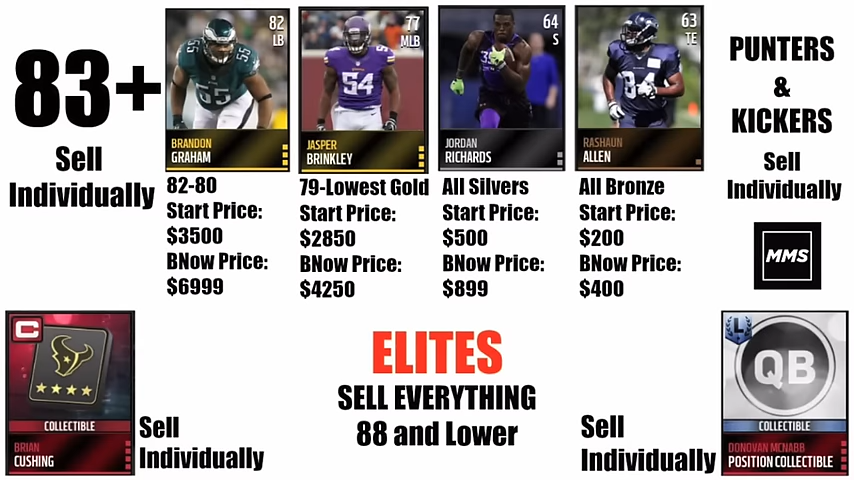 83+
Sell
Individually
82
LB
BRANDON
GRAHAM
82-80
Start Price:
$3500
BNow Price:
$6999
77
MLB
JASPER
BRINKLEY
79-Lowest Gold
Start Price:
$2850
BNow Price:
$4250
64
S
JORDAN
RICHARDS
All Silvers
Start Price:
$500
BNow Price:
$899
63
TE
RASHAUN
ALLEN
All Bronze
Start Price:
$200
BNow Price:
$400
PUNTERS
&
KICKERS
Sell
Individually
MMS
C
COLLECTIBLE
BRIAN
CUSHING
Sell
Individually
ELITES
SELL EVERYTHING
88 and Lower
Sell
Individually
L
QB
COLLECTIBLE
DONOVAN MCNABB
POSITION COLLECTIBLE